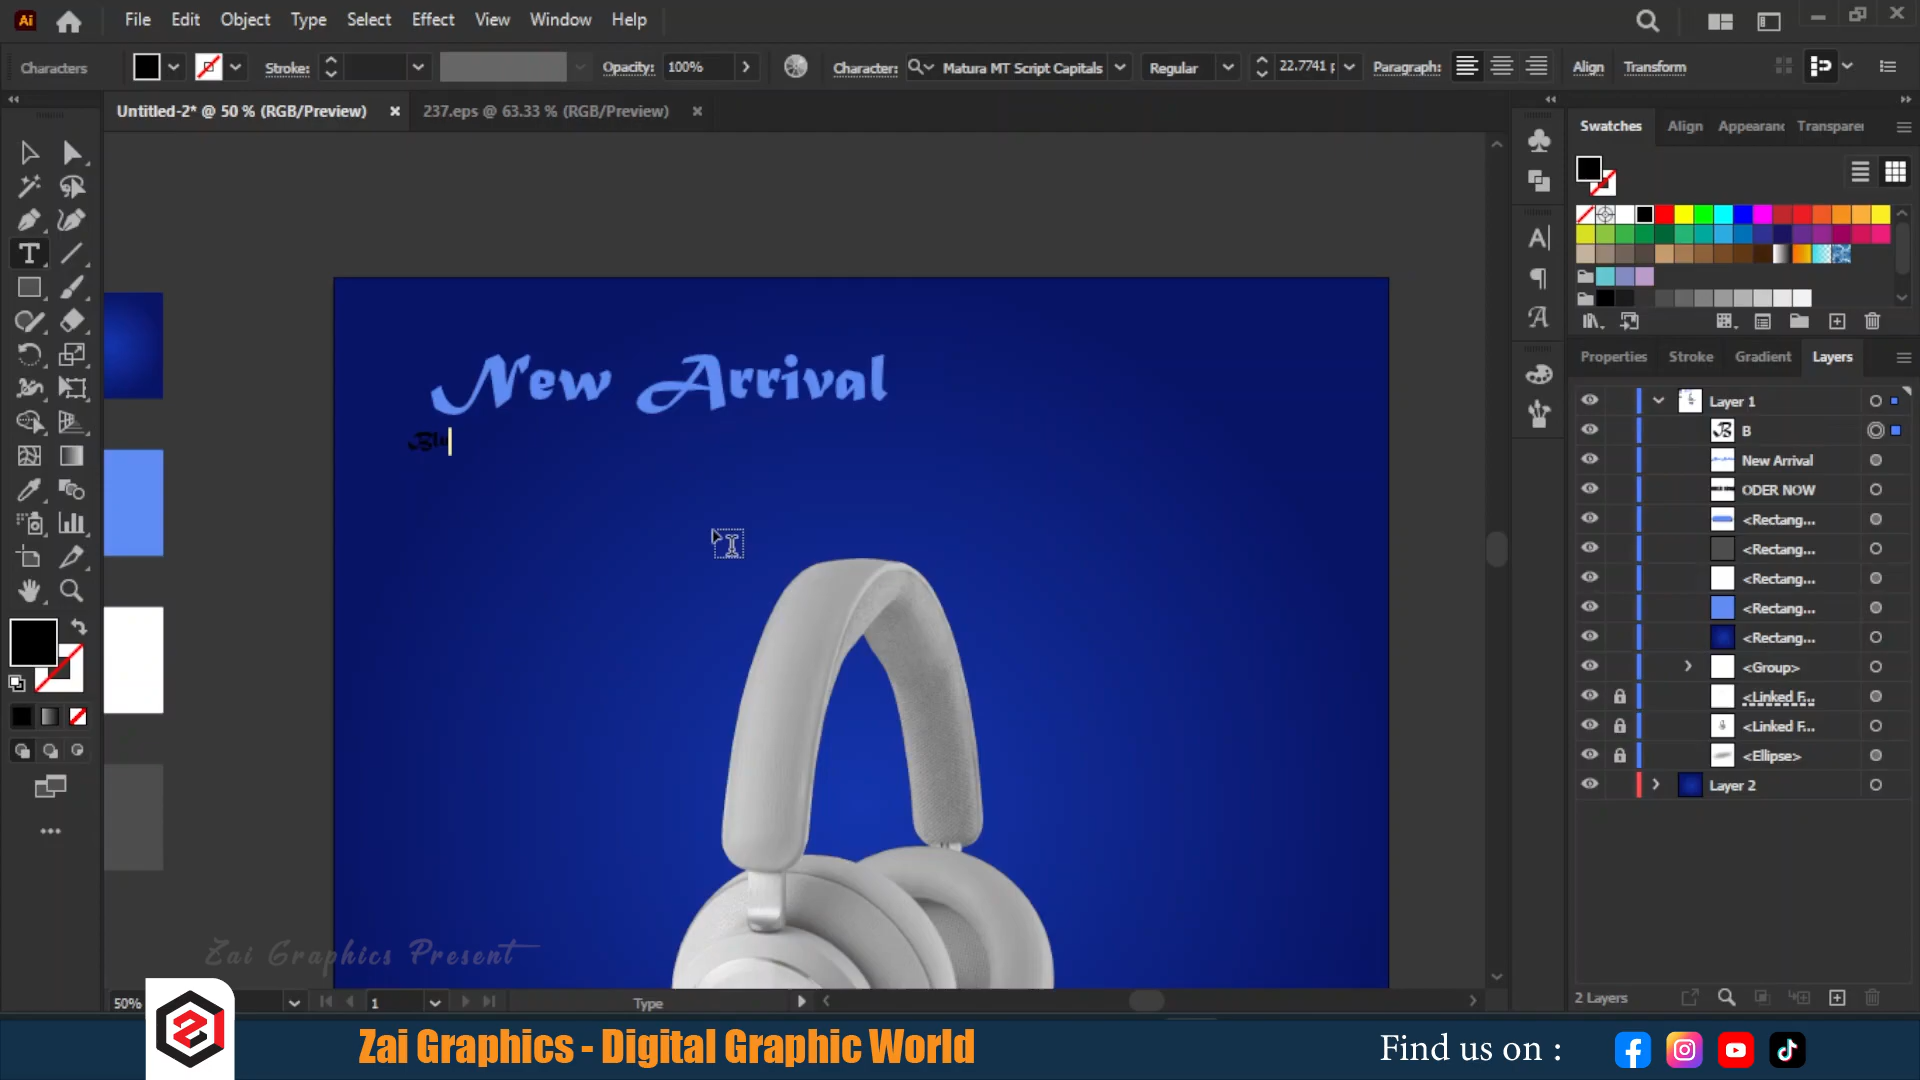 Ai File Edit Object Type Select Effect View Window Help
Characters Stroke: Opacity: 100% Character: Matura MT Script Capitals Regular 22.7741 p Paragraph: Align Transform
Untitled-2* @ 50 % (RGB/Preview) 237.eps @ 63.33 % (RGB/Preview)
Swatches Align Appearanc Transparer
New Arrival
Blu
Properties Stroke Gradient Layers
Layer 1
B
New Arrival
ODER NOW
<Rectang...
<Rectang...
<Rectang...
<Rectang...
<Rectang...
<Group>
<Linked F...
<Linked F...
<Ellipse>
Layer 2
Zai Graphics Present
50% 1 Type
2 Layers
Zai Graphics - Digital Graphic World
Find us on :